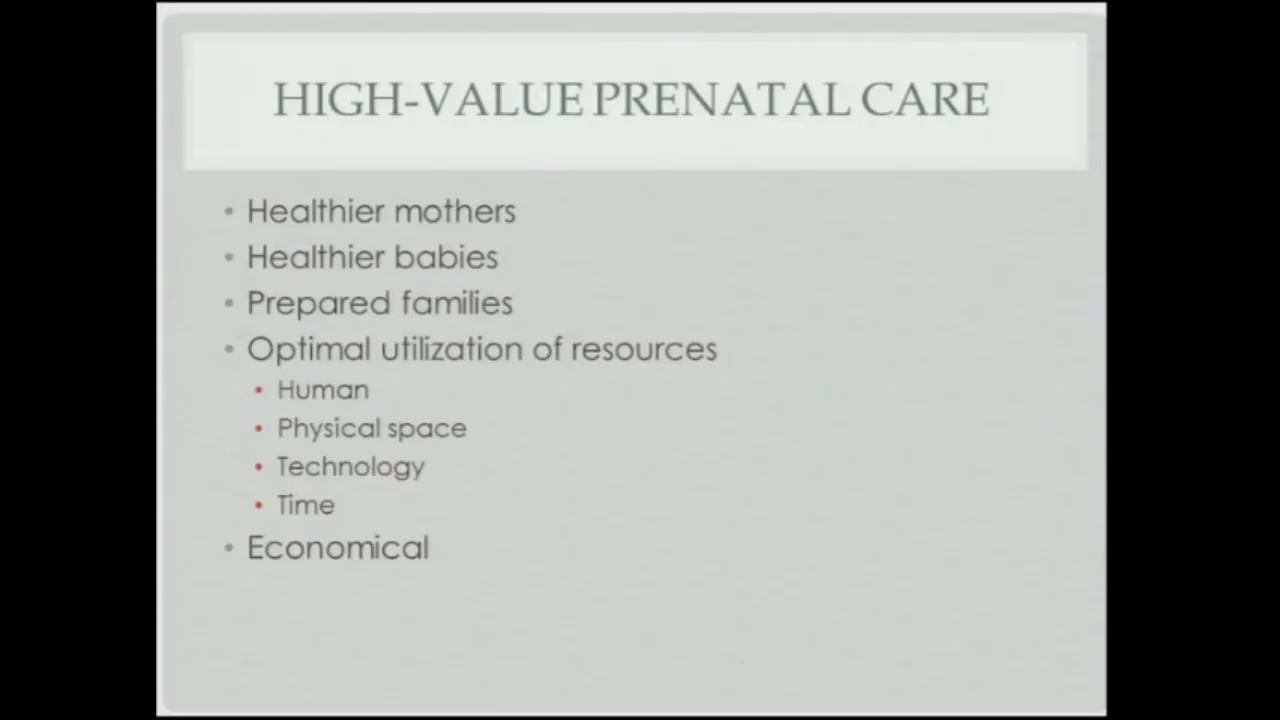 HIGH-VALUE PRENATAL CARE
• Healthier mothers
• Healthier babies
• Prepared families
• Optimal utilization of resources
• Human
• Physical space
• Technology
• Time
• Economical